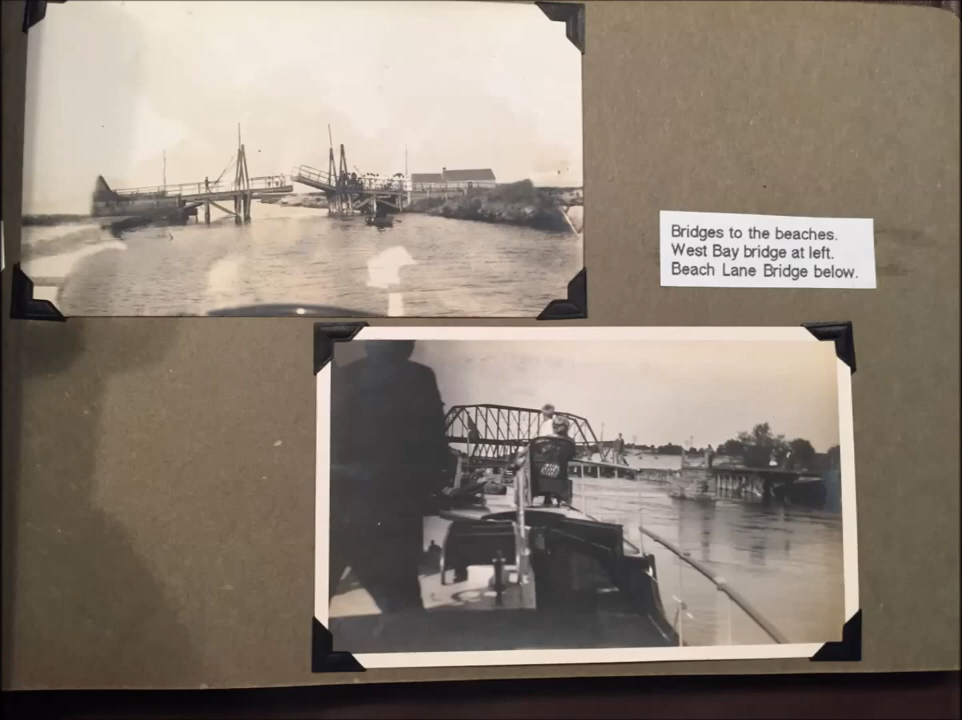 Bridges to the beaches.
West Bay bridge at left.
Beach Lane Bridge below.